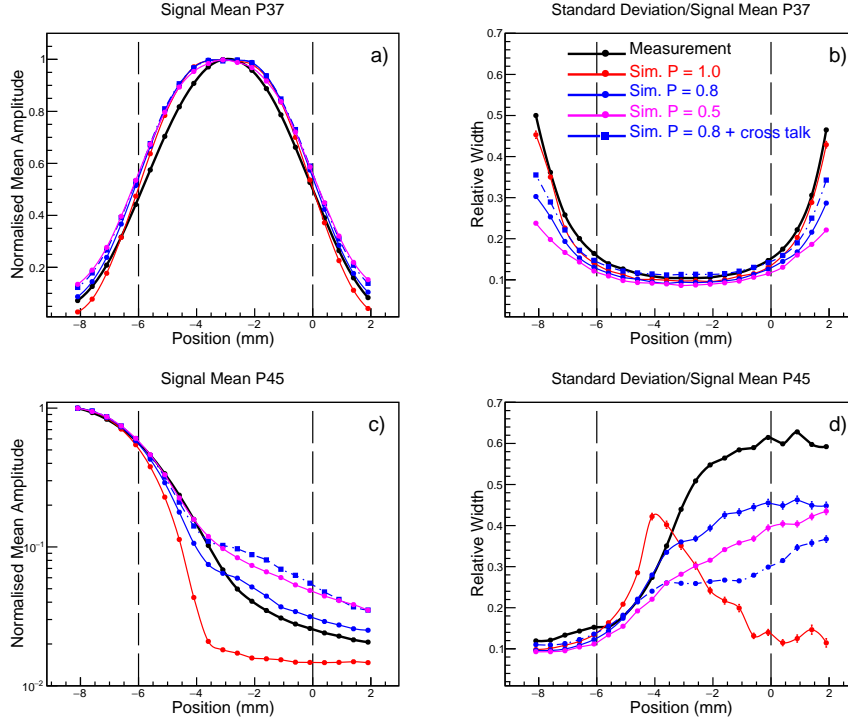 Signal Mean P37
a)
Normalised Mean Amplitude
1
0.8
0.6
0.4
0.2
−8 −6 −4 −2 0 2
Position (mm)
Standard Deviation/Signal Mean P37
b)
Measurement
Sim. P = 1.0
Sim. P = 0.8
Sim. P = 0.5
Sim. P = 0.8 + cross talk
Relative Width
0.7
0.6
0.5
0.4
0.3
0.2
0.1
−8 −6 −4 −2 0 2
Position (mm)
Signal Mean P45
c)
Normalised Mean Amplitude
1
10−1
10−2
−8 −6 −4 −2 0 2
Position (mm)
Standard Deviation/Signal Mean P45
d)
Relative Width
0.7
0.6
0.5
0.4
0.3
0.2
0.1
−8 −6 −4 −2 0 2
Position (mm)